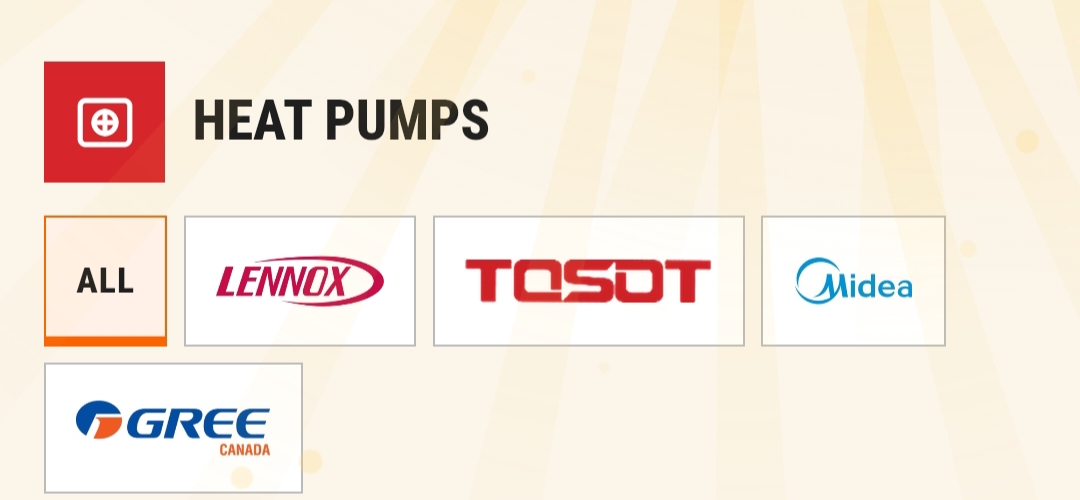 HEAT PUMPS
ALL
LENNOX
TOSOT
Midea
GREE
CANADA